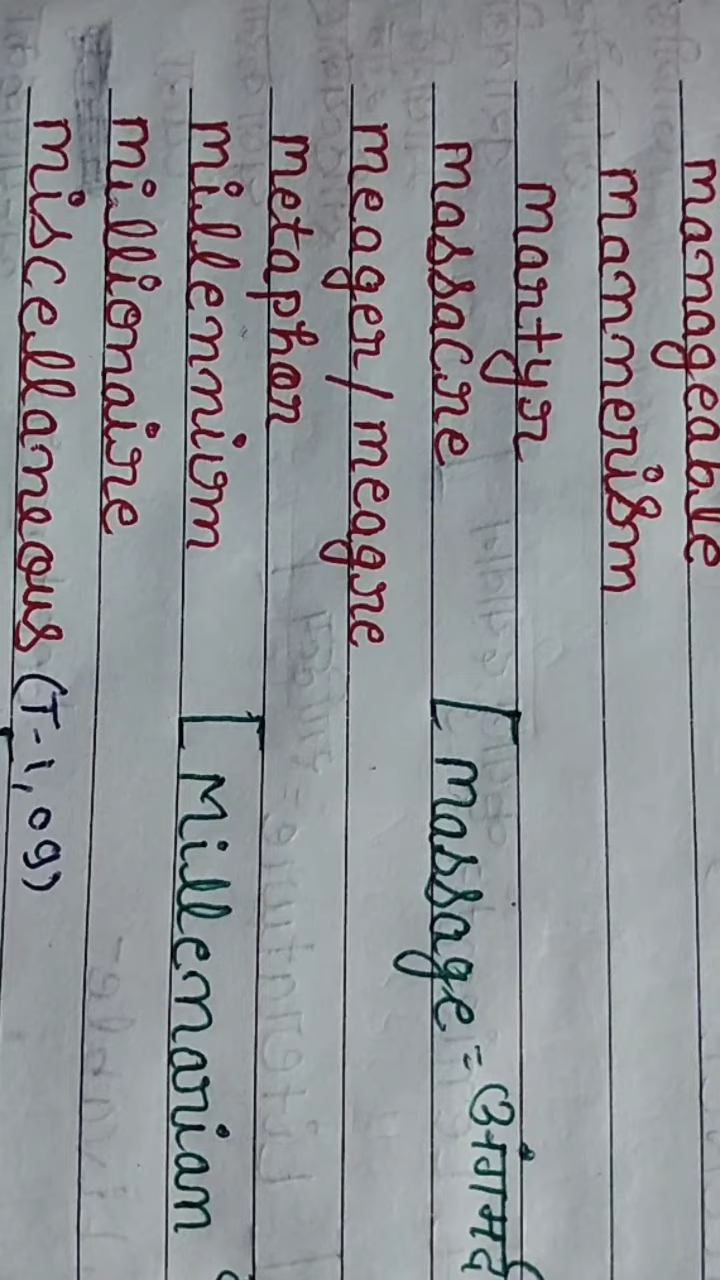 manageable
mannerism
martyr
massacre [Massage = अंगमर्द
meager/meagre
metaphor
millennium [Millenarian
millionaire
miscellaneous (T-1, 09)